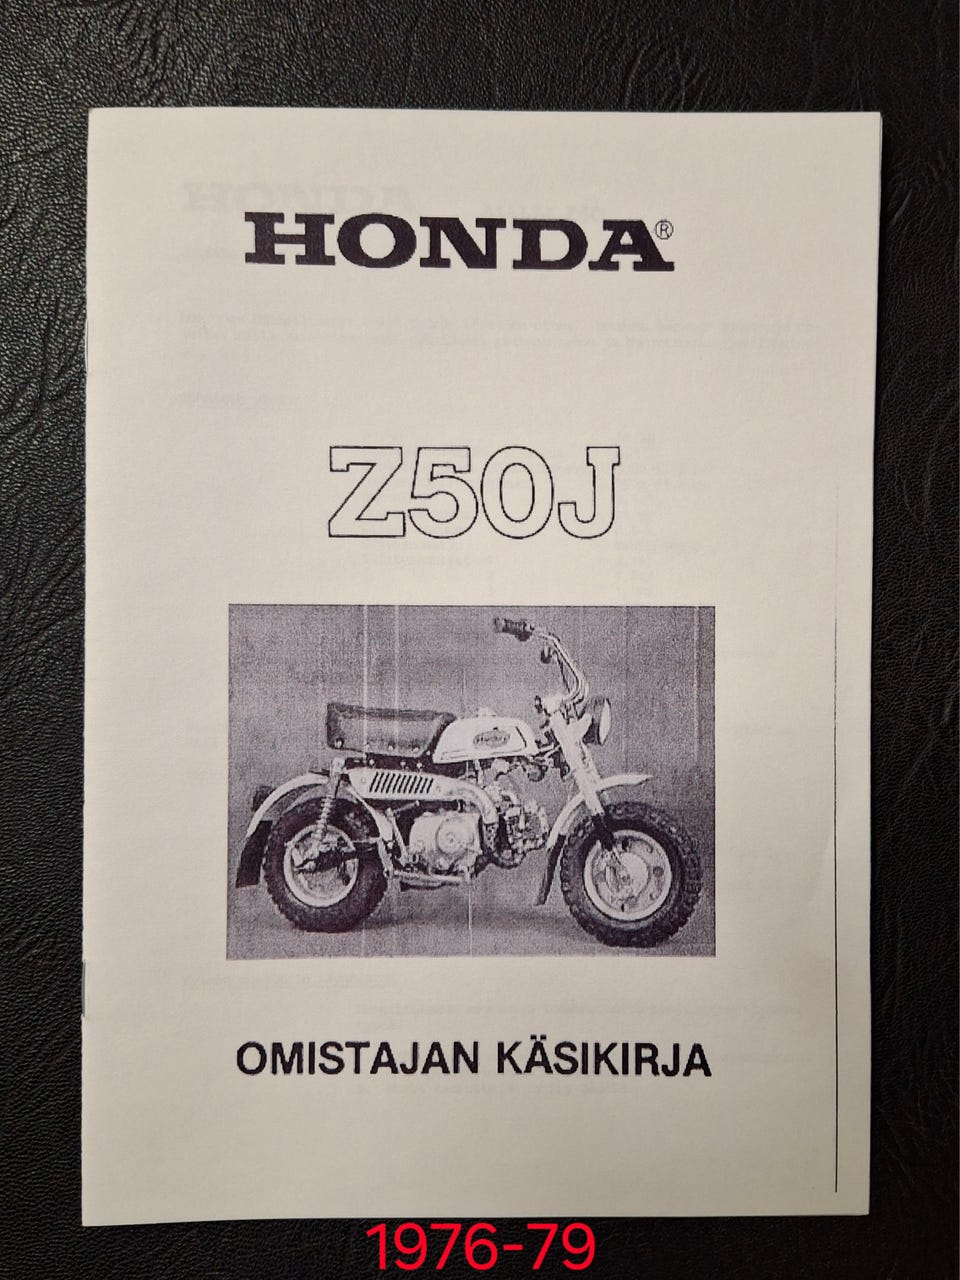 HONDA®
Z50J
OMISTAJAN KÄSIKIRJA
1976-79